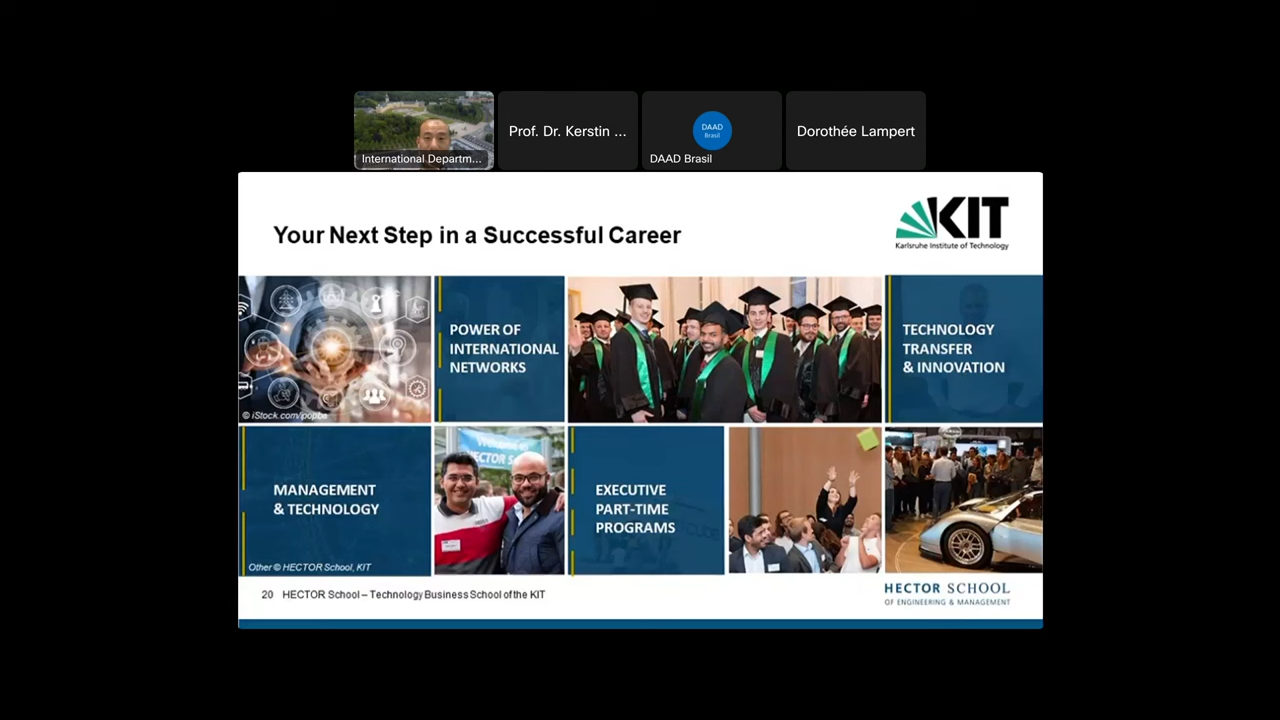 International Departm...
Prof. Dr. Kerstin ...
DAAD
Brasil
DAAD Brasil
Dorothée Lampert
Your Next Step in a Successful Career
KIT
Karlsruhe Institute of Technology
© iStock.com/popba
POWER OF
INTERNATIONAL
NETWORKS
TECHNOLOGY
TRANSFER
& INNOVATION
MANAGEMENT
& TECHNOLOGY
Other © HECTOR School, KIT
HECTOR
EXECUTIVE
PART-TIME
PROGRAMS
20 HECTOR School – Technology Business School of the KIT
HECTOR SCHOOL
OF ENGINEERING & MANAGEMENT